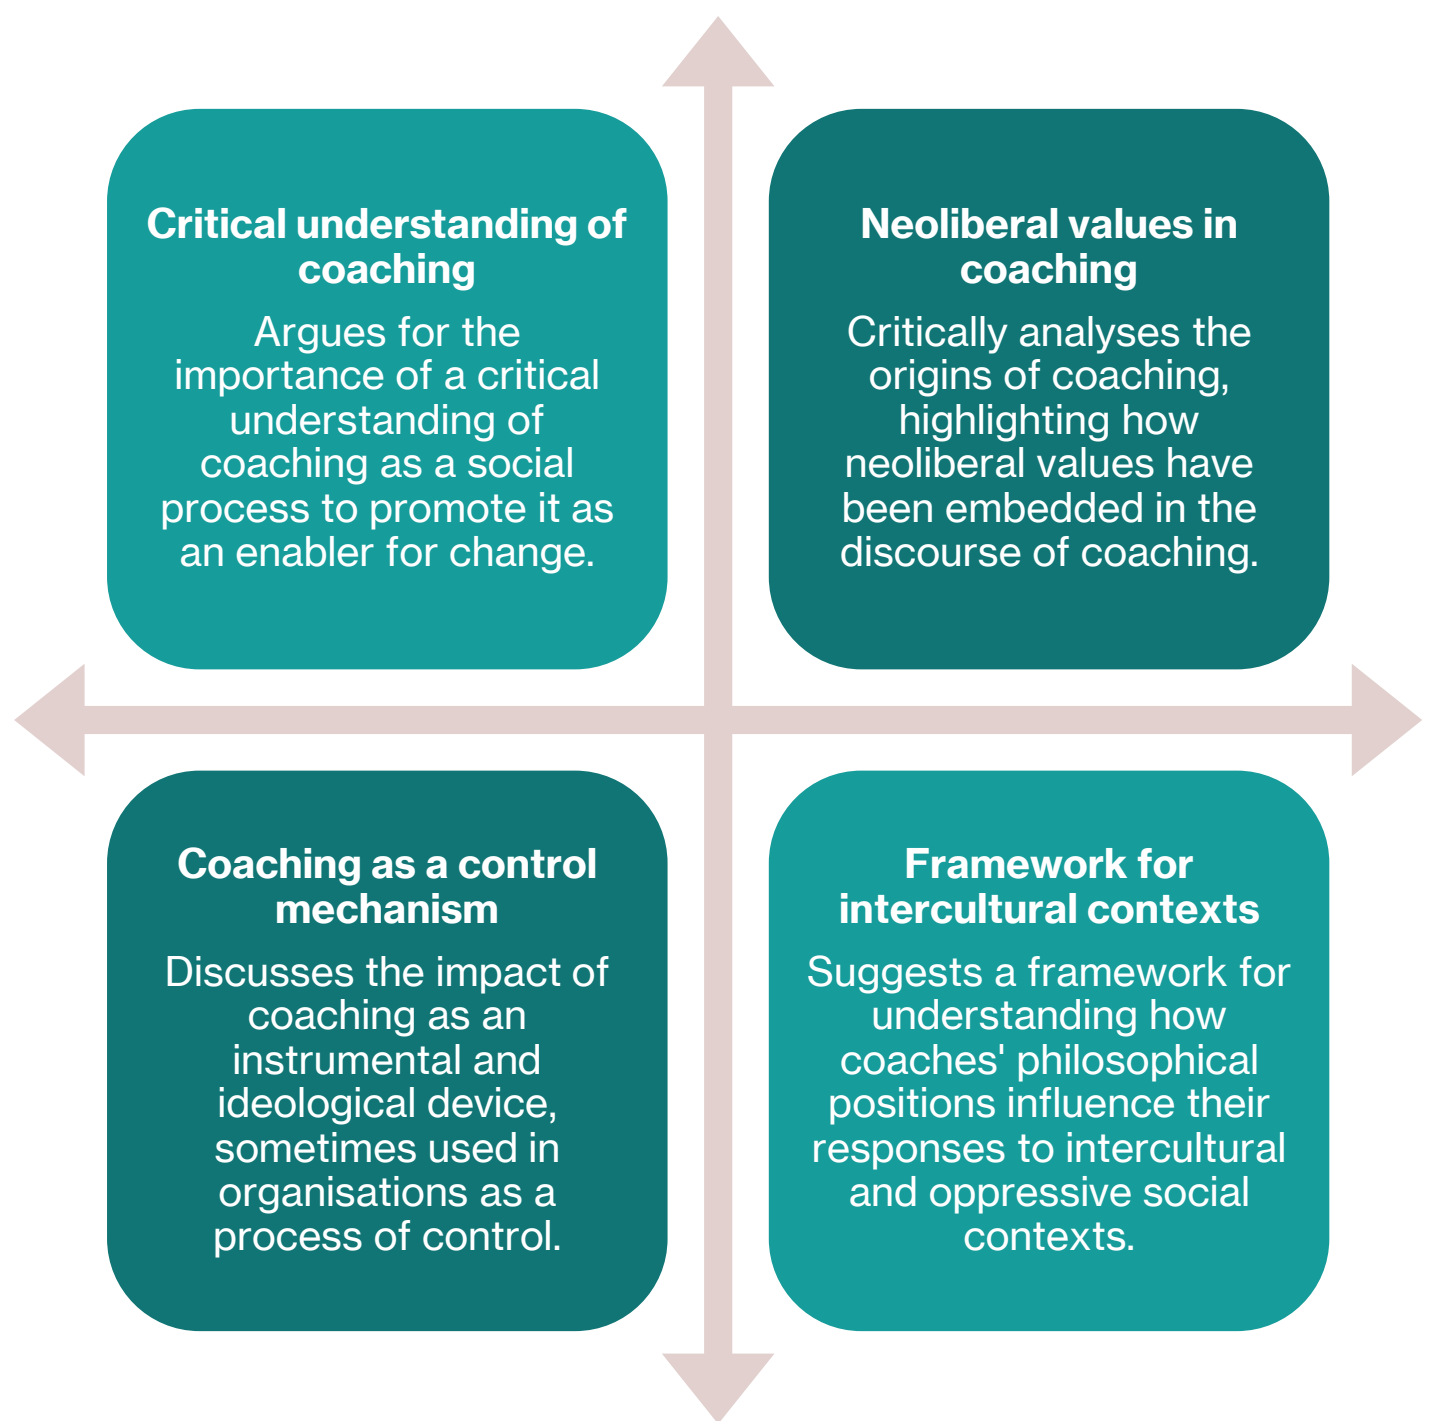 Critical understanding of
coaching
Argues for the
importance of a critical
understanding of
coaching as a social
process to promote it as
an enabler for change.
Neoliberal values in
coaching
Critically analyses the
origins of coaching,
highlighting how
neoliberal values have
been embedded in the
discourse of coaching.
Coaching as a control
mechanism
Discusses the impact of
coaching as an
instrumental and
ideological device,
sometimes used in
organisations as a
process of control.
Framework for
intercultural contexts
Suggests a framework for
understanding how
coaches' philosophical
positions influence their
responses to intercultural
and oppressive social
contexts.